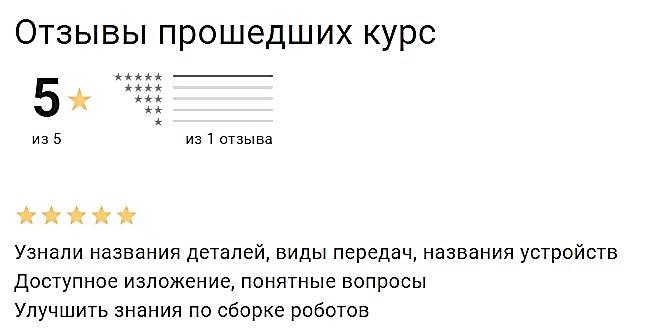 Отзывы прошедших курс
5
из 5
из 1 отзыва
Узнали названия деталей, виды передач, названия устройств
Доступное изложение, понятные вопросы
Улучшить знания по сборке роботов